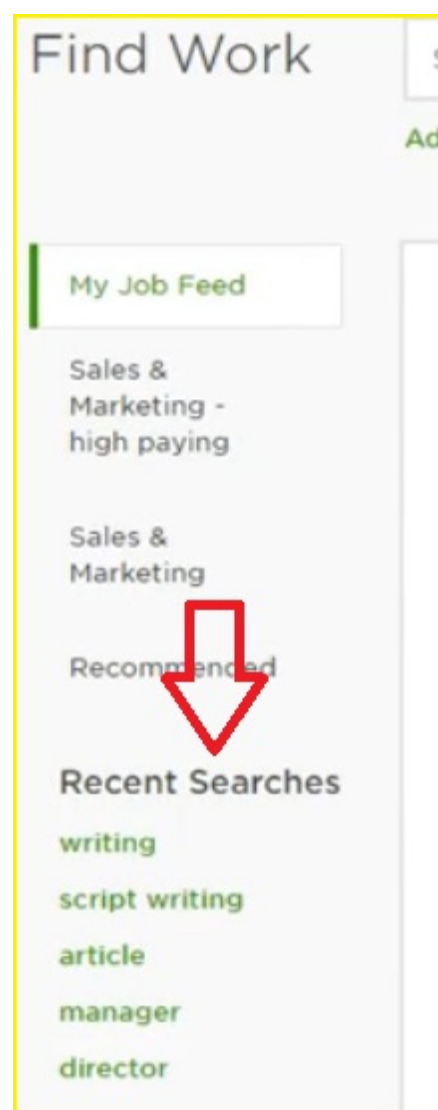 Find Work
Ad
My Job Feed
Sales &
Marketing -
high paying
Sales &
Marketing
Recommended
Recent Searches
writing
script writing
article
manager
director